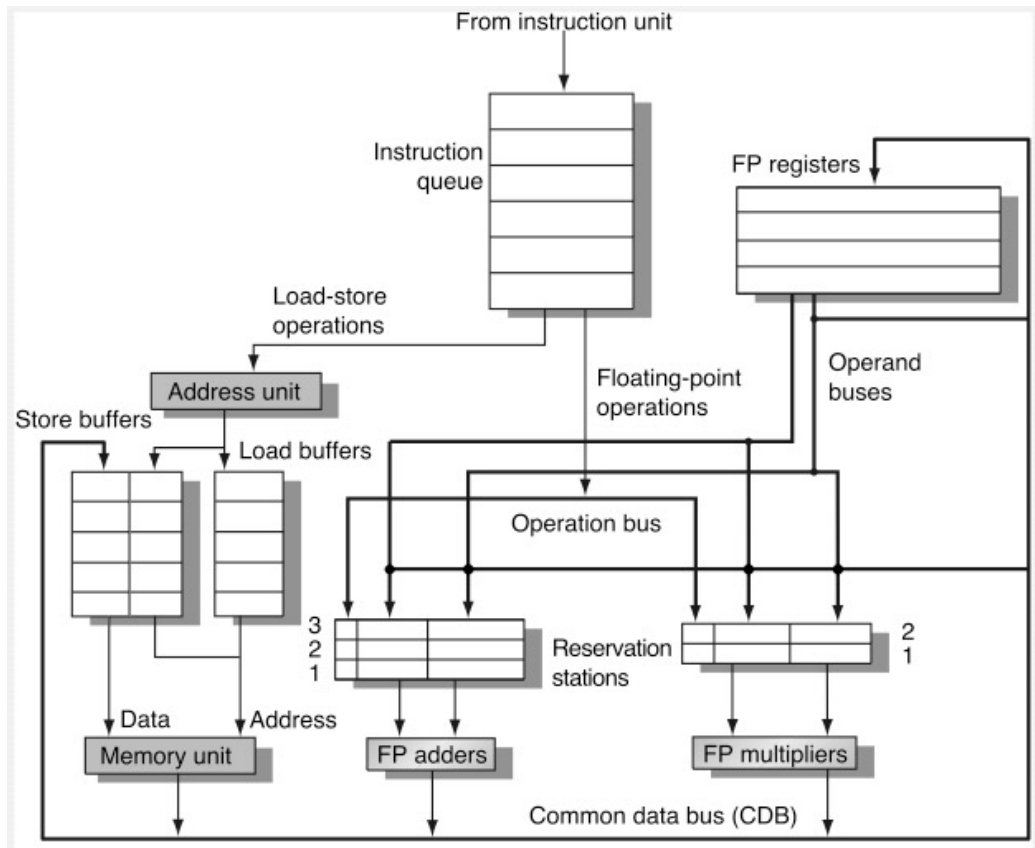 From instruction unit
Instruction
queue
FP registers
Load-store
operations
Address unit
Floating-point
operations
Operand
buses
Store buffers
Load buffers
Operation bus
3
2
1
Reservation
stations
2
1
Data
Address
Memory unit
FP adders
FP multipliers
Common data bus (CDB)